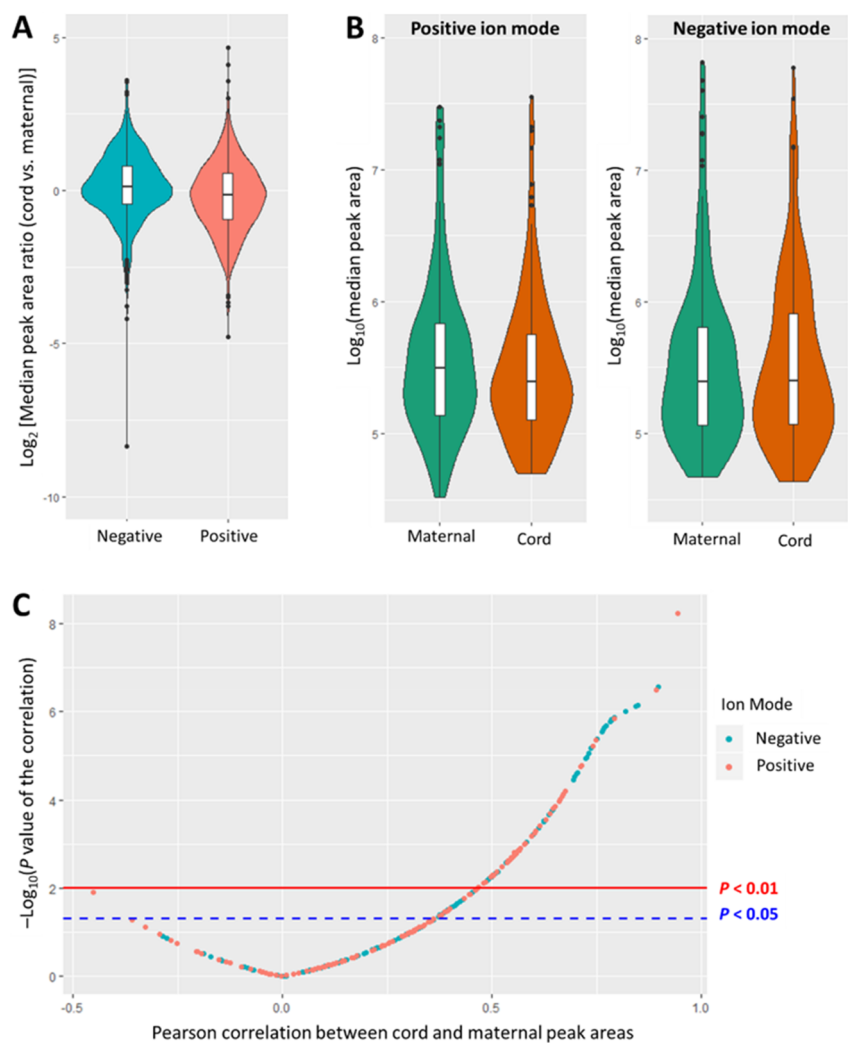 A
5
0
-5
-10
Log2 [Median peak area ratio (cord vs. maternal)]
Negative Positive
B
Positive ion mode
8
7
6
5
Log10(median peak area)
Maternal Cord
Negative ion mode
8
7
6
5
Log10(median peak area)
Maternal Cord
C
8
6
4
2
0
–Log10(P value of the correlation)
-0.5 0.0 0.5 1.0
Pearson correlation between cord and maternal peak areas
Ion Mode
Negative
Positive
P < 0.01
P < 0.05